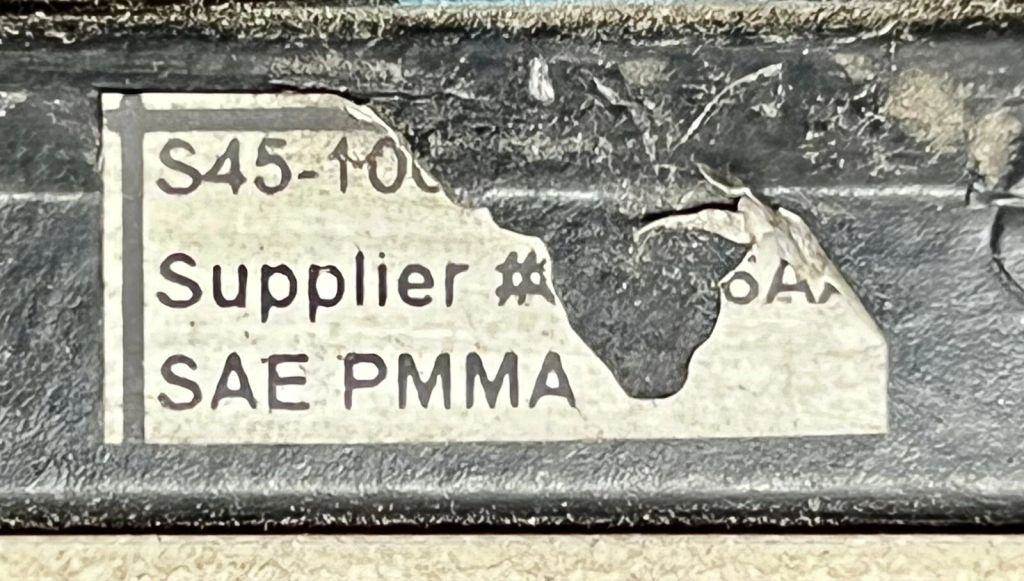 S45-10
Supplier #
SAE PMMA